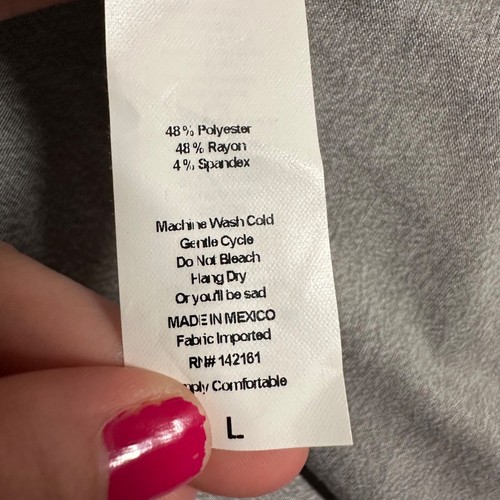 48% Polyester
48% Rayon
4% Spandex
Machine Wash Cold
Gentle Cycle
Do Not Bleach
Hang Dry
Or you'll be sad
MADE IN MEXICO
Fabric Imported
RN# 142161
Comfortable
L